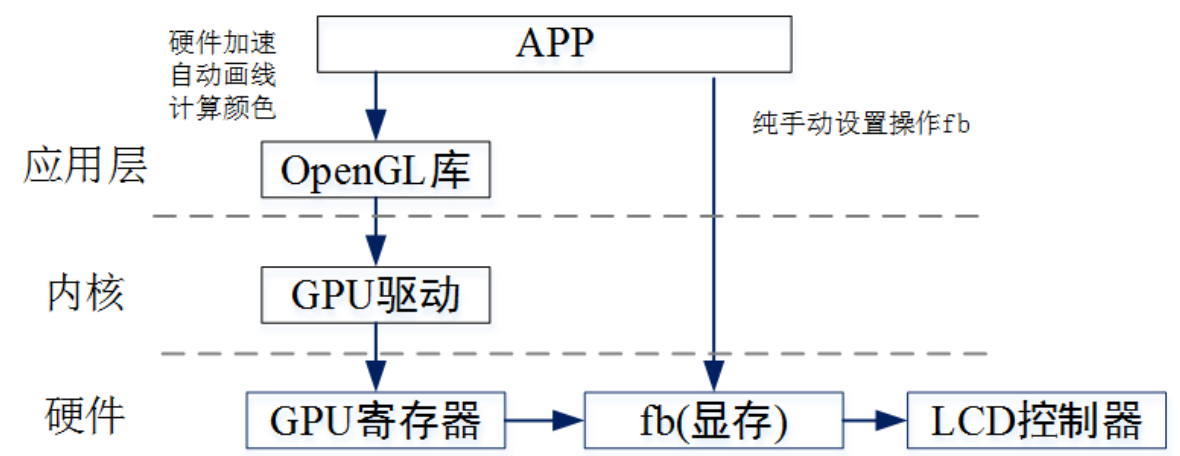 硬件加速
自动画线
计算颜色
APP
纯手动设置操作fb
应用层
OpenGL库
内核
GPU驱动
硬件
GPU寄存器
fb(显存)
LCD控制器